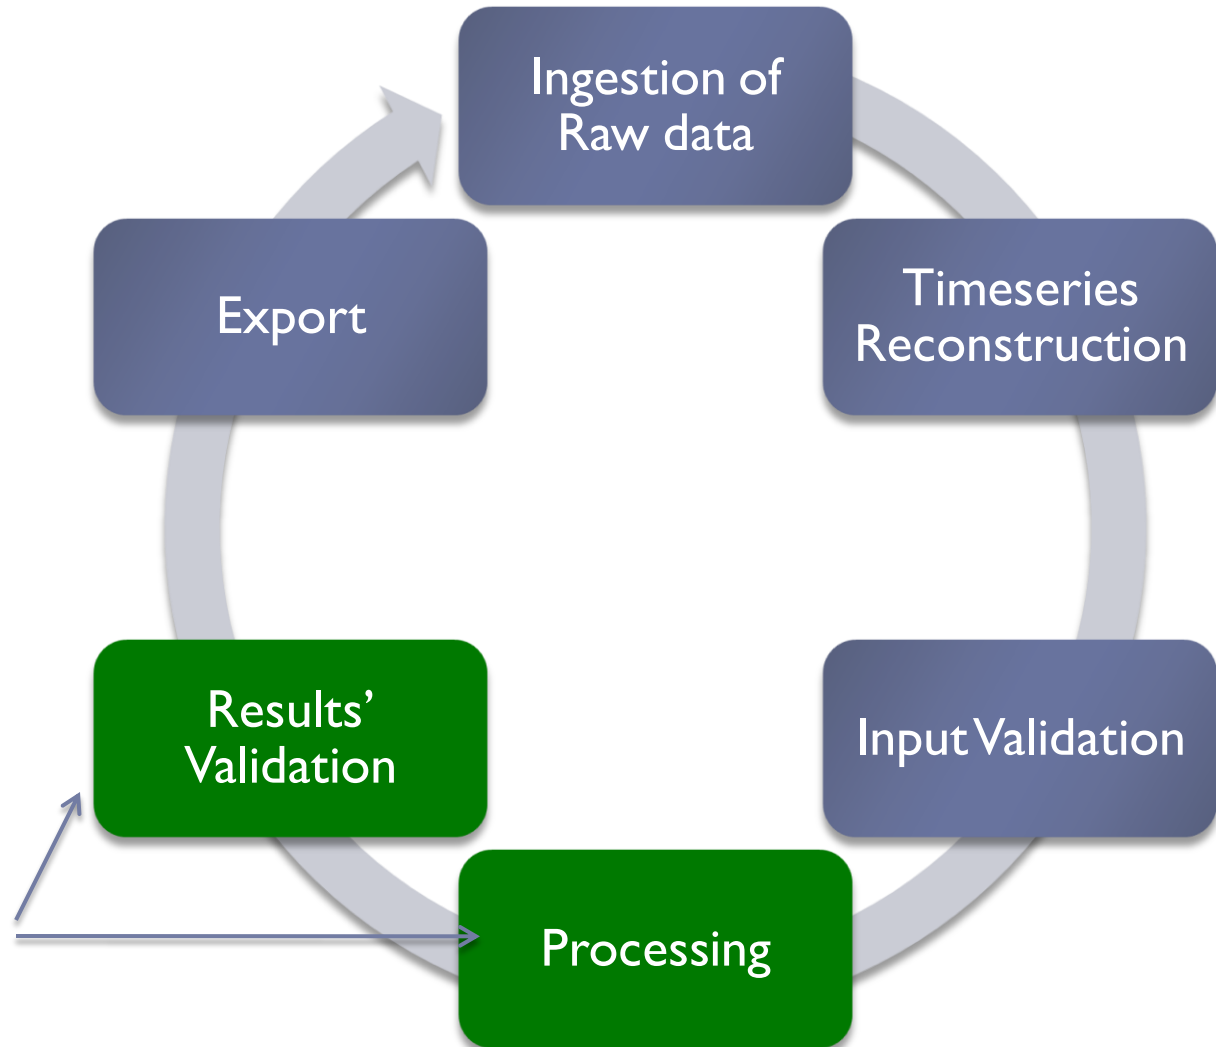 Ingestion of
Raw data
Timeseries
Reconstruction
Input Validation
Processing
Results’
Validation
Export